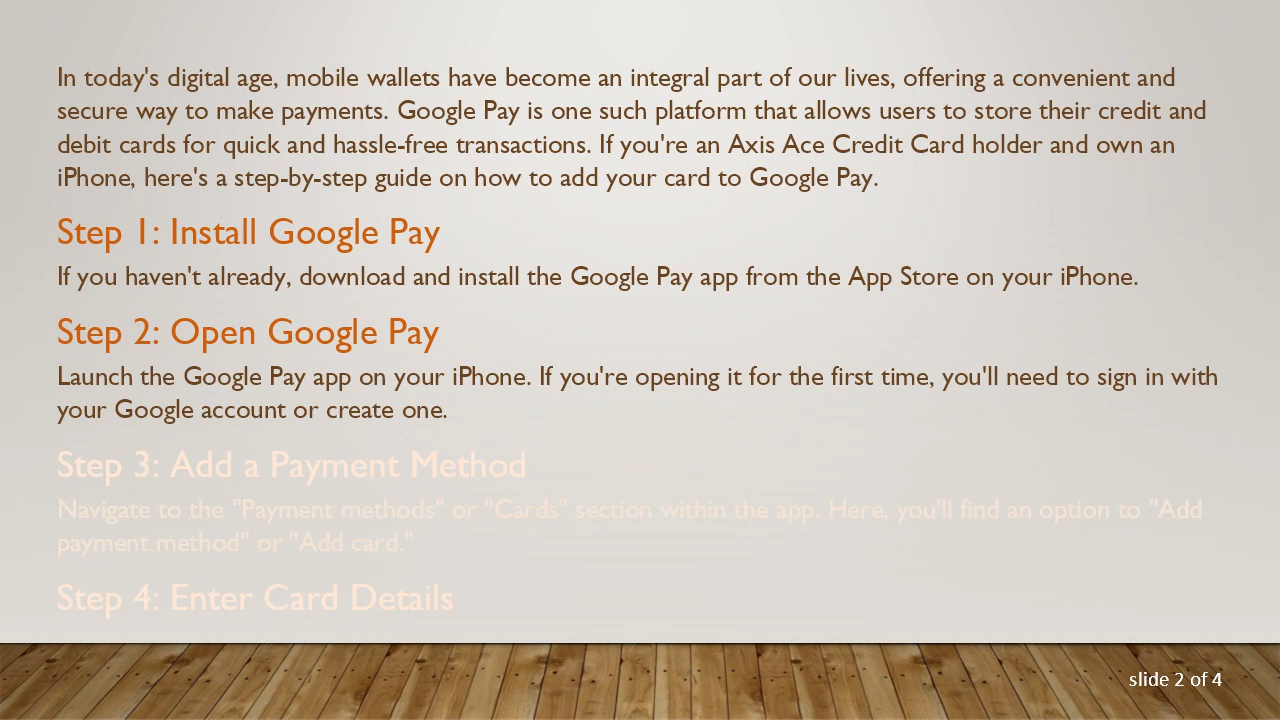 In today's digital age, mobile wallets have become an integral part of our lives, offering a convenient and
secure way to make payments. Google Pay is one such platform that allows users to store their credit and
debit cards for quick and hassle-free transactions. If you're an Axis Ace Credit Card holder and own an
iPhone, here's a step-by-step guide on how to add your card to Google Pay.
Step 1: Install Google Pay
If you haven't already, download and install the Google Pay app from the App Store on your iPhone.
Step 2: Open Google Pay
Launch the Google Pay app on your iPhone. If you're opening it for the first time, you'll need to sign in with
your Google account or create one.
Step 3: Add a Payment Method
Navigate to the "Payment methods" or "Cards" section within the app. Here, you'll find an option to "Add
payment method" or "Add card."
Step 4: Enter Card Details
slide 2 of 4